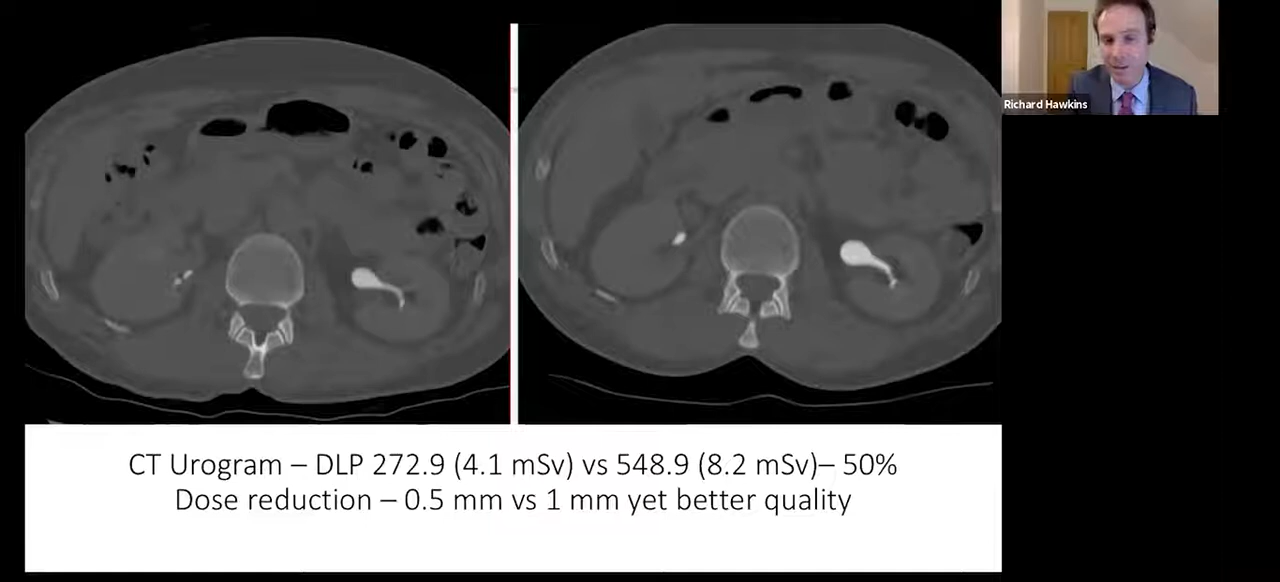 Richard Hawkins
CT Urogram – DLP 272.9 (4.1 mSv) vs 548.9 (8.2 mSv)– 50%
Dose reduction – 0.5 mm vs 1 mm yet better quality